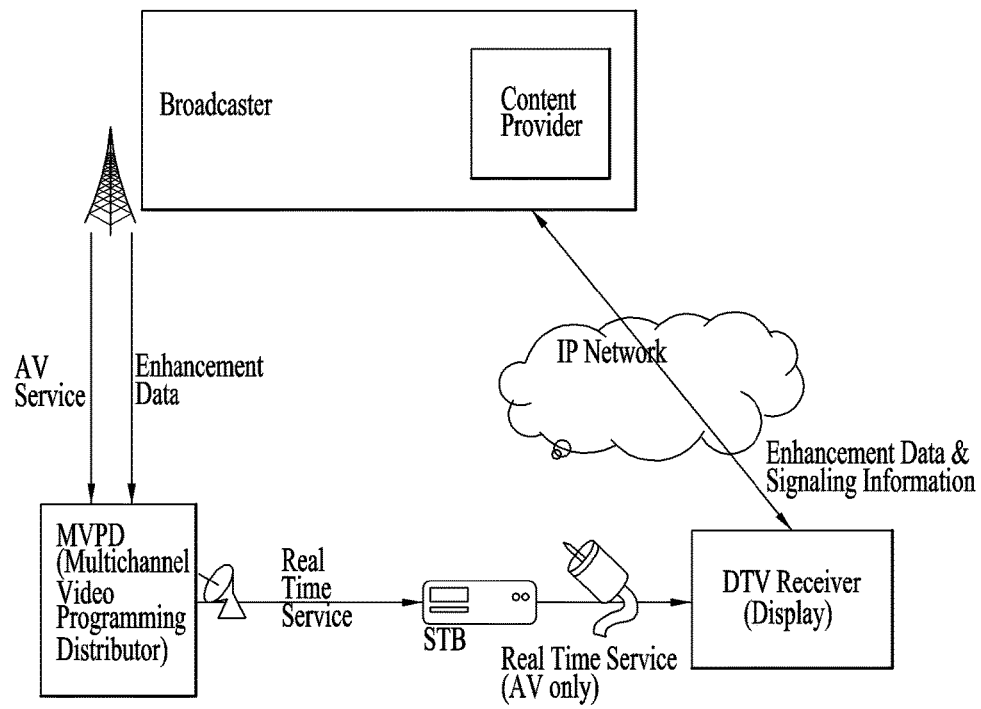 Broadcaster
Content
Provider
AV
Service
Enhancement
Data
IP Network
Enhancement Data &
Signaling Information
MVPD
(Multichannel
Video
Programming
Distributor)
Real
Time
Service
STB
Real Time Service
(AV only)
DTV Receiver
(Display)